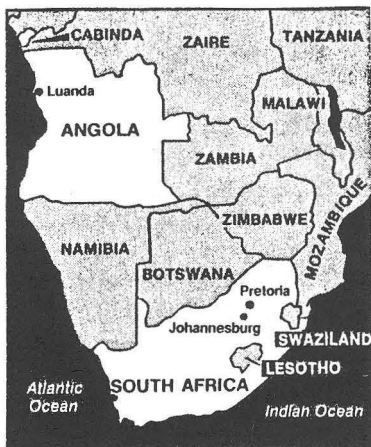 CABINDA
ZAIRE
TANZANIA
Luanda
MALAWI
ANGOLA
ZAMBIA
ZIMBABWE
MOZAMBIQUE
NAMIBIA
BOTSWANA
Pretoria
Johannesburg
SWAZILAND
LESOTHO
Atlantic
Ocean
SOUTH AFRICA
Indian Ocean